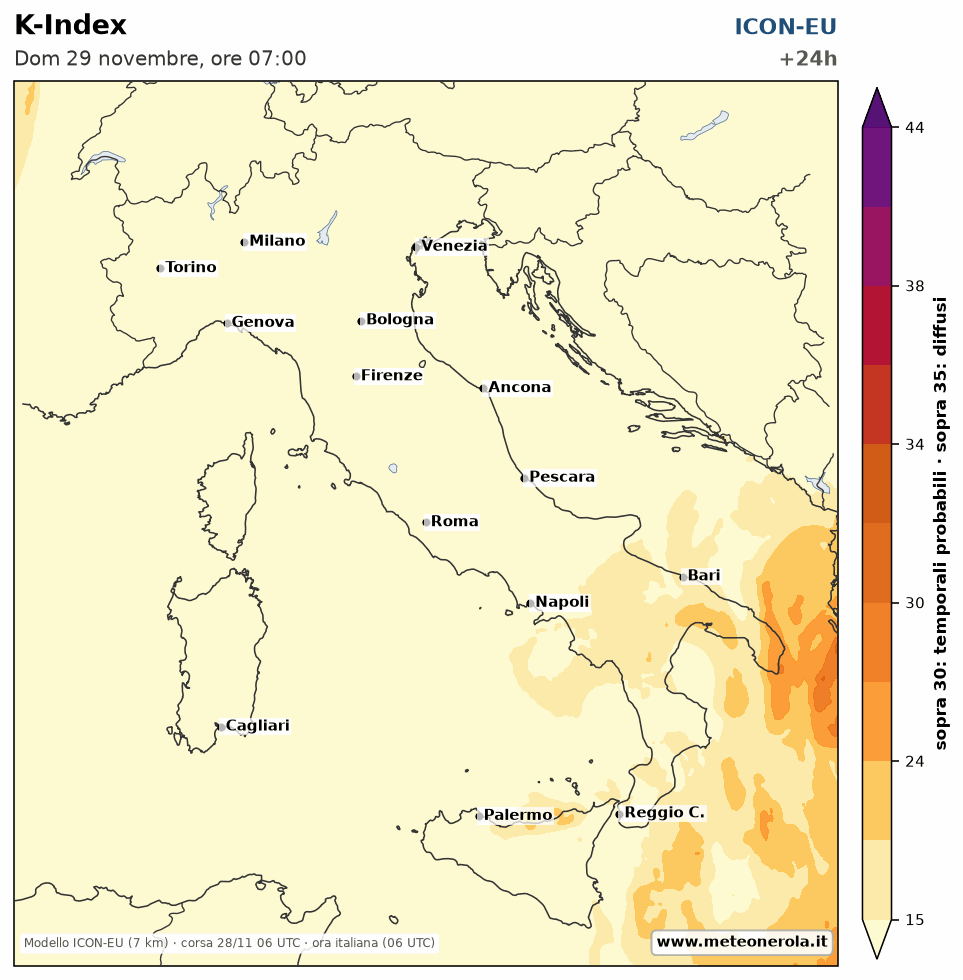 K-Index
ICON-EU
Dom 29 novembre, ore 07:00
+24h
44
38
34
30
24
15
sopra 30: temporali probabili · sopra 35: diffusi
Milano
Venezia
Torino
Genova
Bologna
Firenze
Ancona
Pescara
Roma
Bari
Napoli
Cagliari
Palermo
Reggio C.
Modello ICON-EU (7 km) · corsa 28/11 06 UTC · ora italiana (06 UTC)
www.meteonerola.it